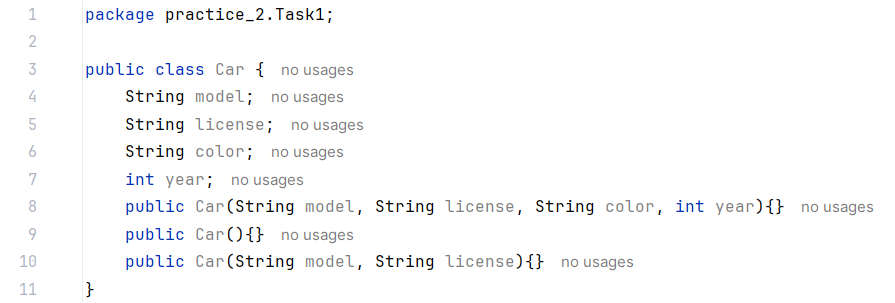 1 package practice_2.Task1;
2
3 public class Car { no usages
4 String model; no usages
5 String license; no usages
6 String color; no usages
7 int year; no usages
8 public Car(String model, String license, String color, int year){} no usages
9 public Car(){} no usages
10 public Car(String model, String license){} no usages
11 }